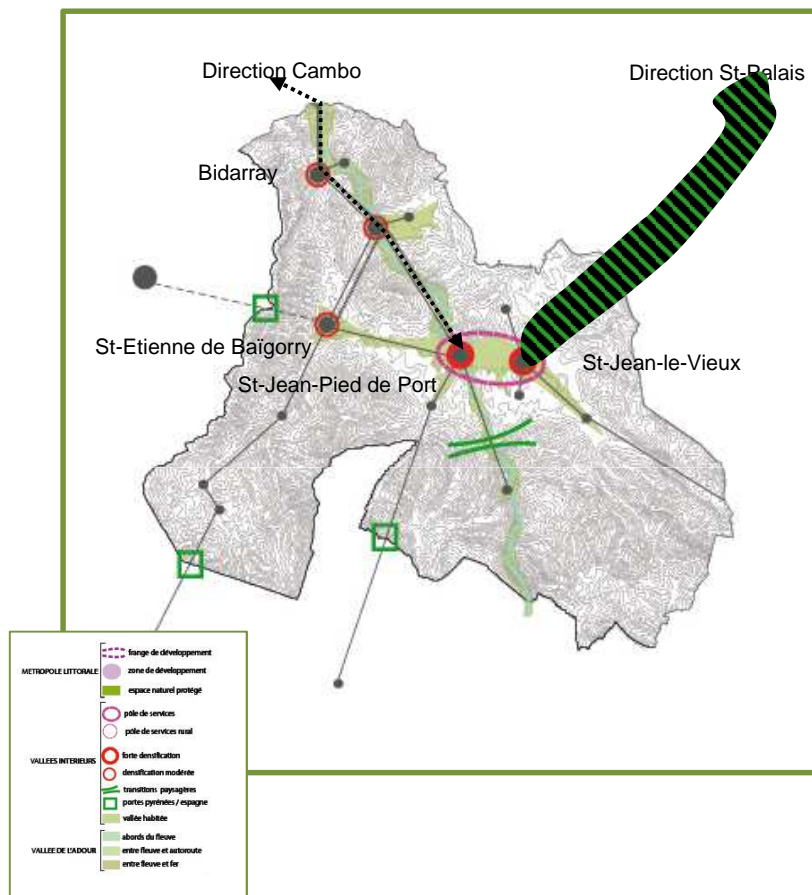 Direction Cambo
Direction St-Palais
Bidarray
St-Etienne de Baïgorry
St-Jean-Pied de Port
St-Jean-le-Vieux
METROPOLE LITTORALE
frange de développement
zone de développement
espace naturel protégé
VALLEES INTERIEURS
pôle de services
pôle de services rural
forte densification
densification modérée
transitions paysagères
portes pyrénées / espagne
vallée habitée
VALLEE DE L'ADOUR
abords du fleuve
entre fleuve et autoroute
entre fleuve et fer